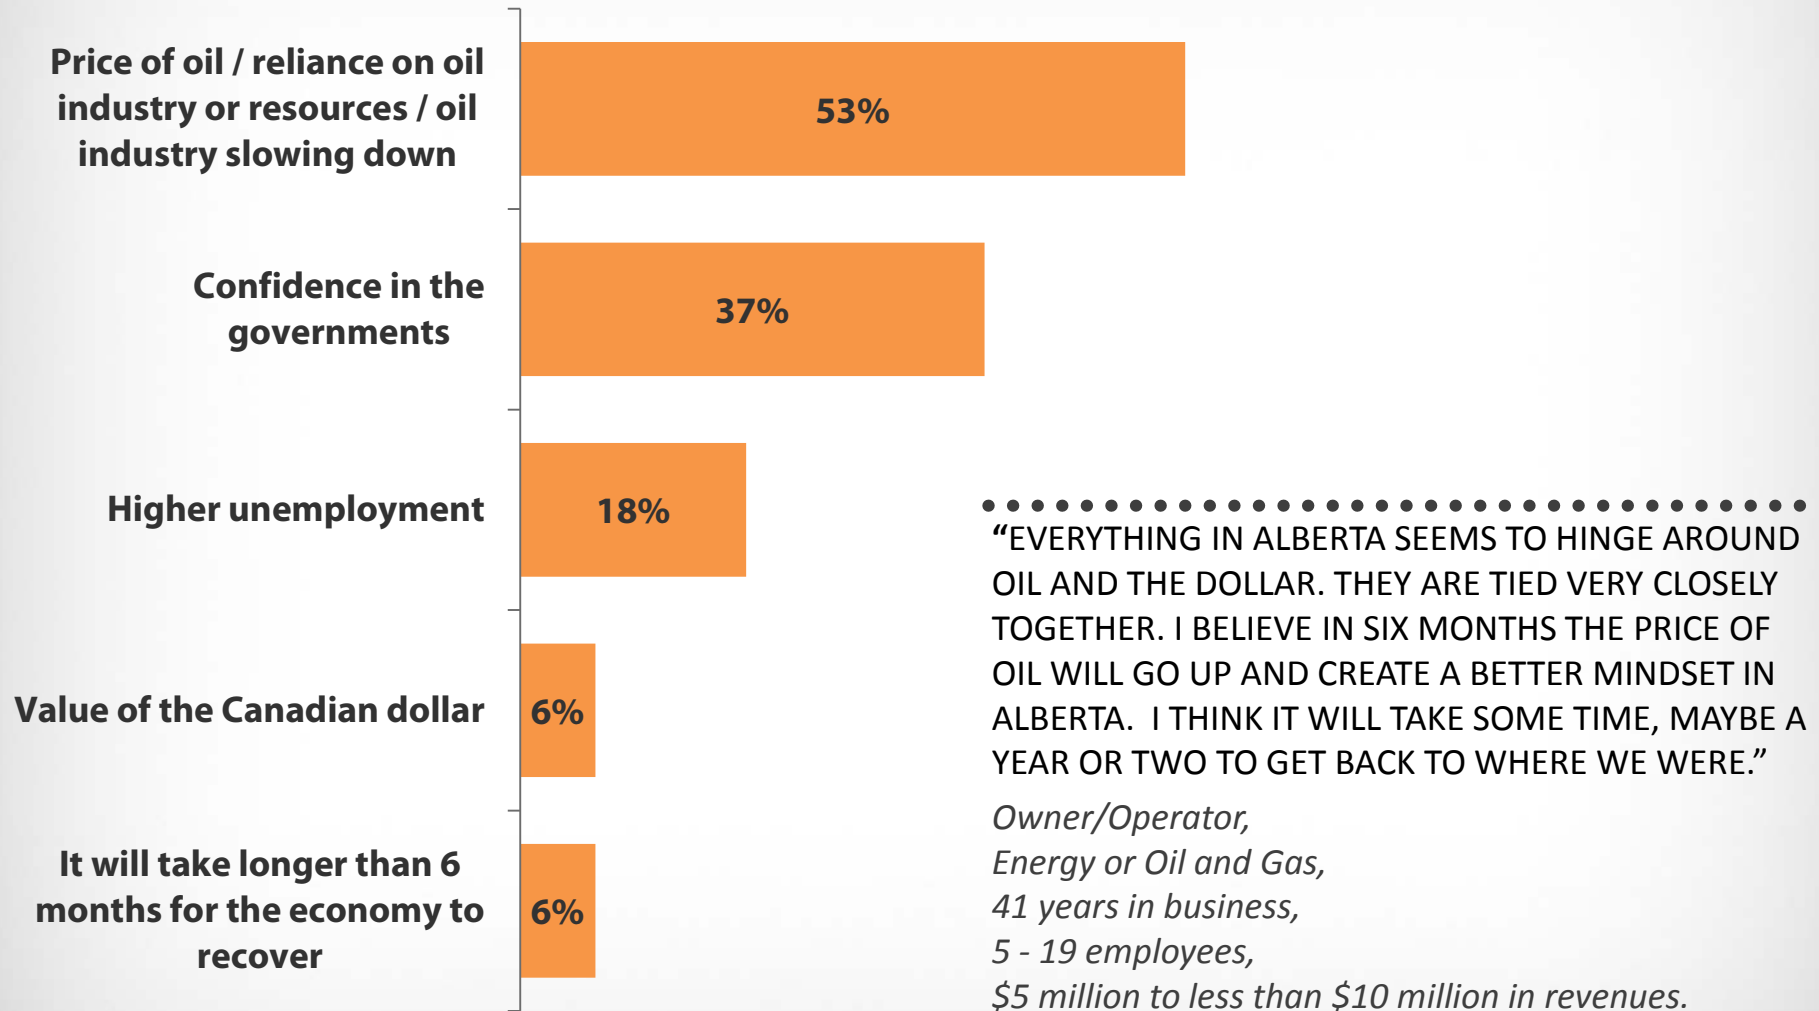 Price of oil / reliance on oil
industry or resources / oil
industry slowing down
53%
Confidence in the
governments
37%
Higher unemployment
18%
Value of the Canadian dollar
6%
It will take longer than 6
months for the economy to
recover
6%
“EVERYTHING IN ALBERTA SEEMS TO HINGE AROUND
OIL AND THE DOLLAR. THEY ARE TIED VERY CLOSELY
TOGETHER. I BELIEVE IN SIX MONTHS THE PRICE OF
OIL WILL GO UP AND CREATE A BETTER MINDSET IN
ALBERTA.  I THINK IT WILL TAKE SOME TIME, MAYBE A
YEAR OR TWO TO GET BACK TO WHERE WE WERE.”
Owner/Operator,
Energy or Oil and Gas,
41 years in business,
5 - 19 employees,
$5 million to less than $10 million in revenues.